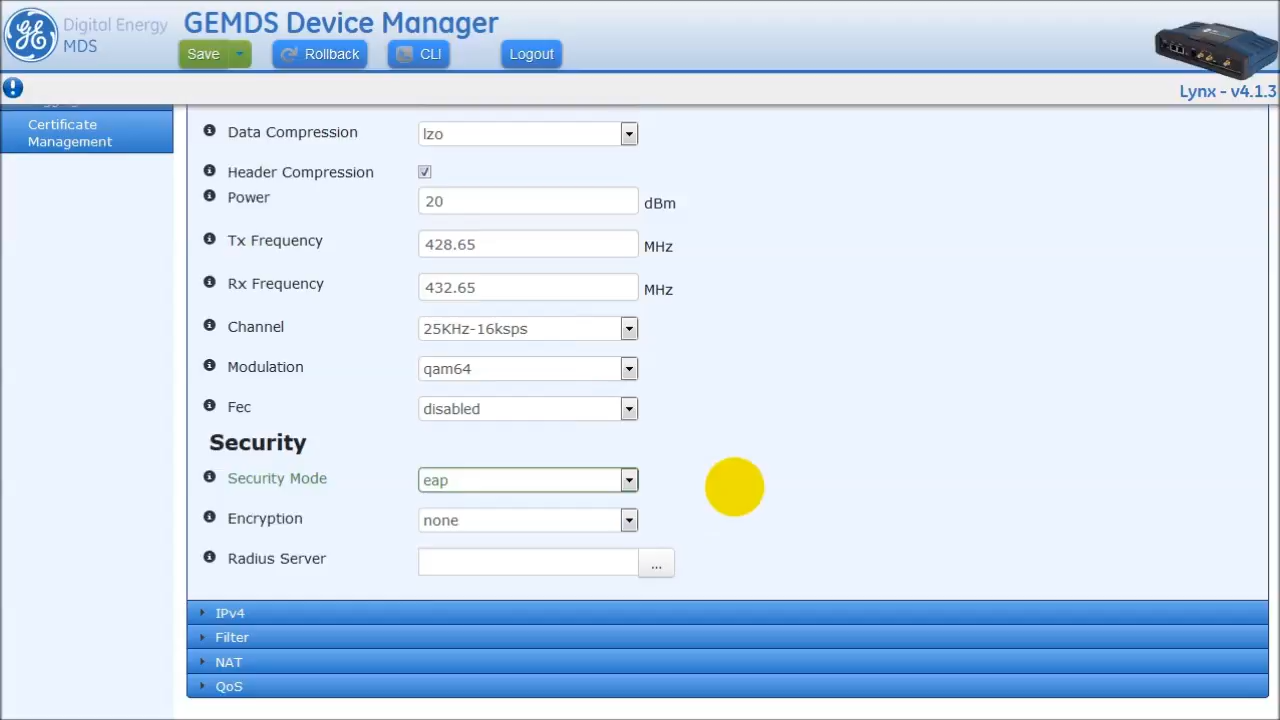 Digital Energy
MDS
GEMDS Device Manager
Save
Rollback
CLI
Logout
Lynx - v4.1.3
Certificate
Management
Data Compression
lzo
Header Compression
Power
20
dBm
Tx Frequency
428.65
MHz
Rx Frequency
432.65
MHz
Channel
25KHz-16ksps
Modulation
qam64
Fec
disabled
Security
Security Mode
eap
Encryption
none
Radius Server
...
IPv4
Filter
NAT
QoS